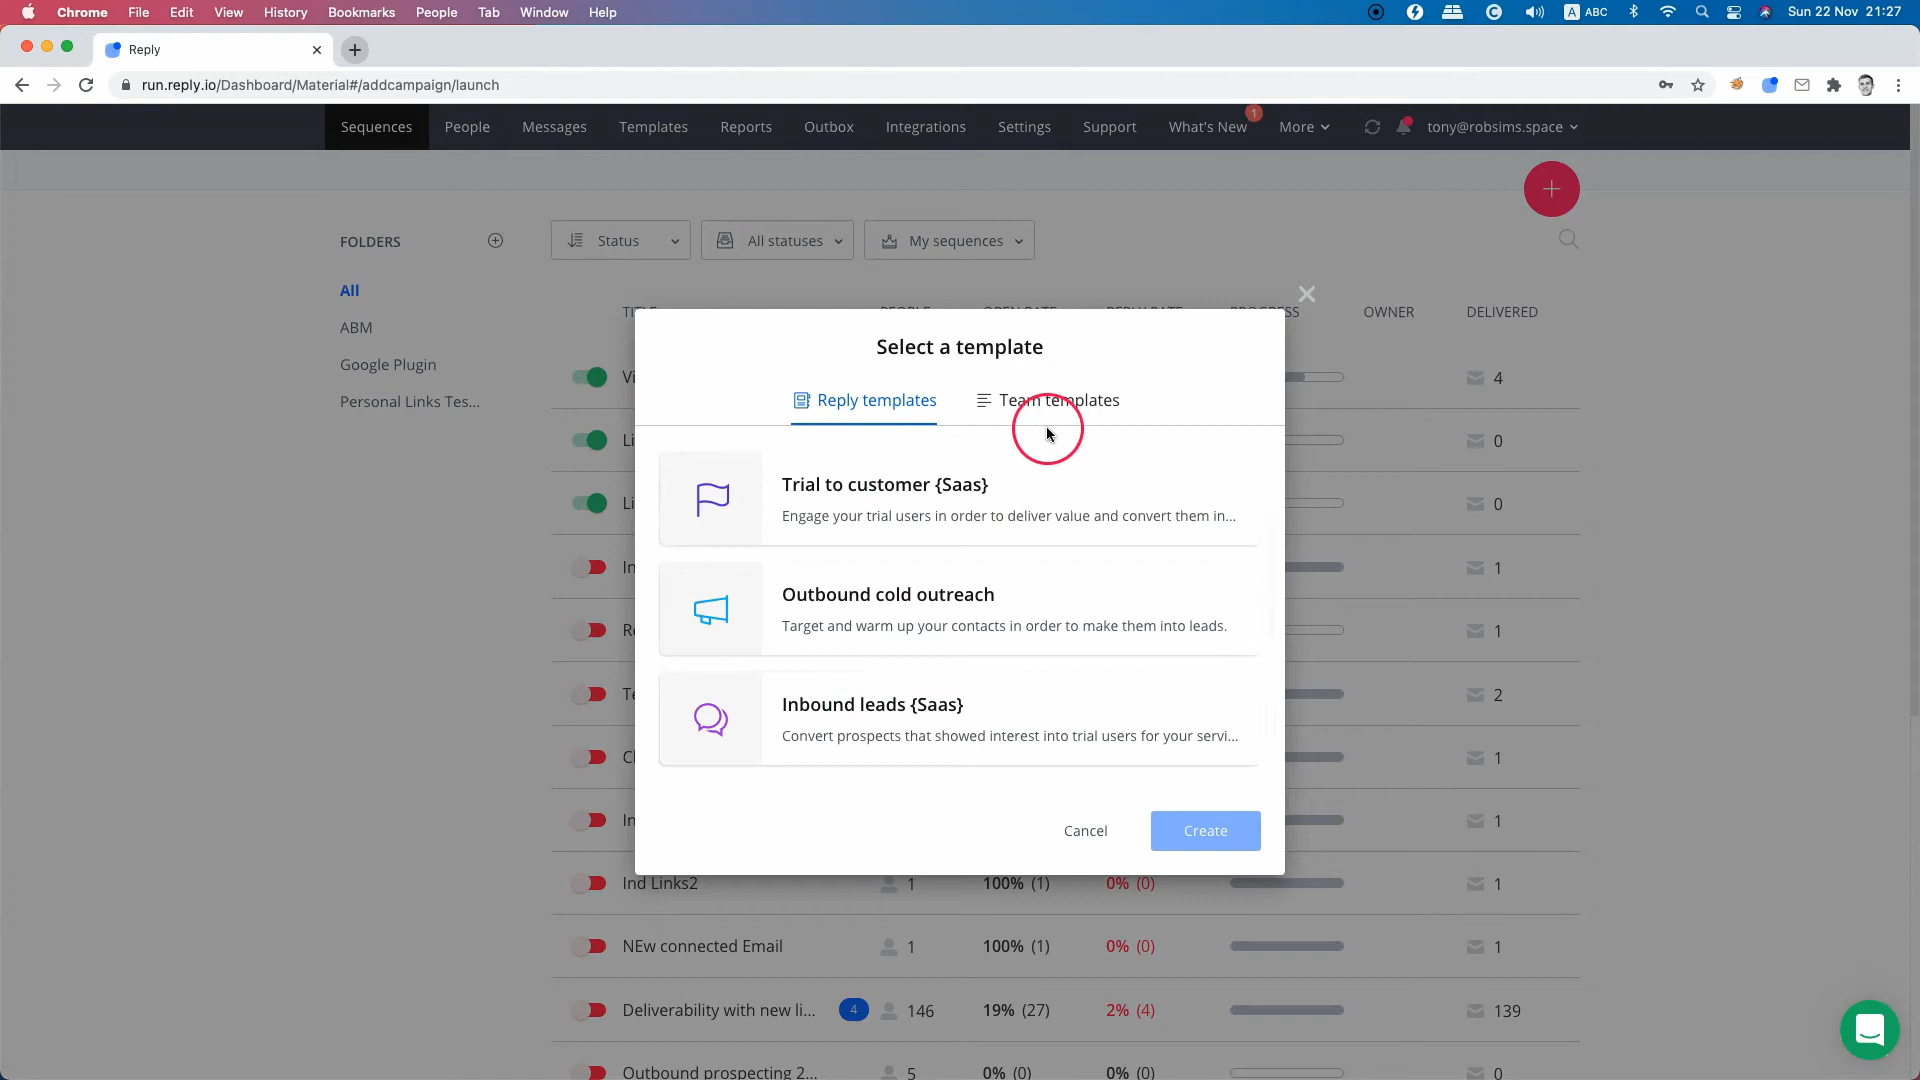 Chrome File Edit View History Bookmarks People Tab Window Help
A ABC Sun 22 Nov 21:27
Reply
run.reply.io/Dashboard/Material#/addcampaign/launch
Sequences People Messages Templates Reports Outbox Integrations Settings Support What's New 1 More tony@robsims.space
FOLDERS
Status All statuses My sequences
All
ABM
Google Plugin
Personal Links Tes...
OWNER DELIVERED
Select a template
Reply templates Team templates
Trial to customer {Saas}
Engage your trial users in order to deliver value and convert them in...
Outbound cold outreach
Target and warm up your contacts in order to make them into leads.
Inbound leads {Saas}
Convert prospects that showed interest into trial users for your servi...
Cancel Create
4
0
0
1
1
2
1
1
Ind Links2 1 100% (1) 0% (0) 1
NEw connected Email 1 100% (1) 0% (0) 1
Deliverability with new li... 4 146 19% (27) 2% (4) 139
Outbound prospecting 2... 5 0% (0) 0% (0) 0